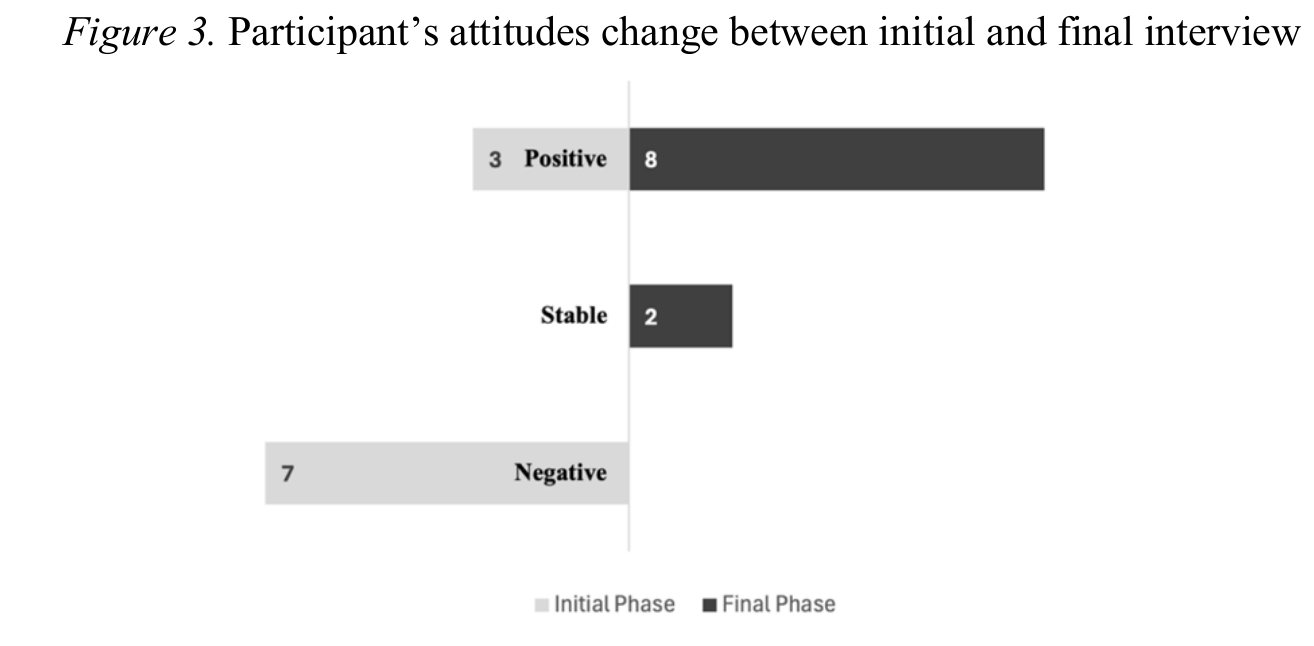 Figure 3. Participant’s attitudes change between initial and final interview
3 Positive 8
Stable 2
7 Negative
Initial Phase Final Phase